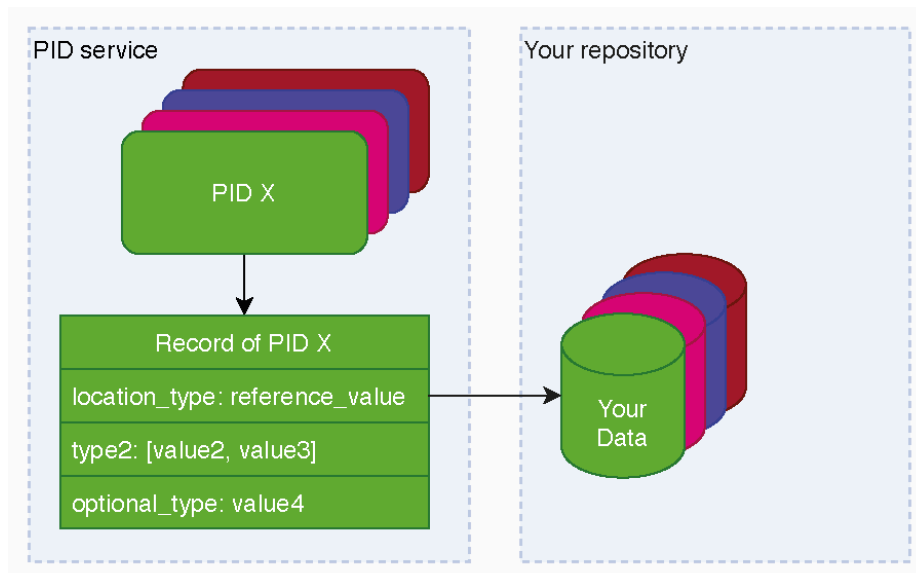 PID service
PID X
Record of PID X
location_type: reference_value
type2: [value2, value3]
optional_type: value4
Your repository
Your
Data